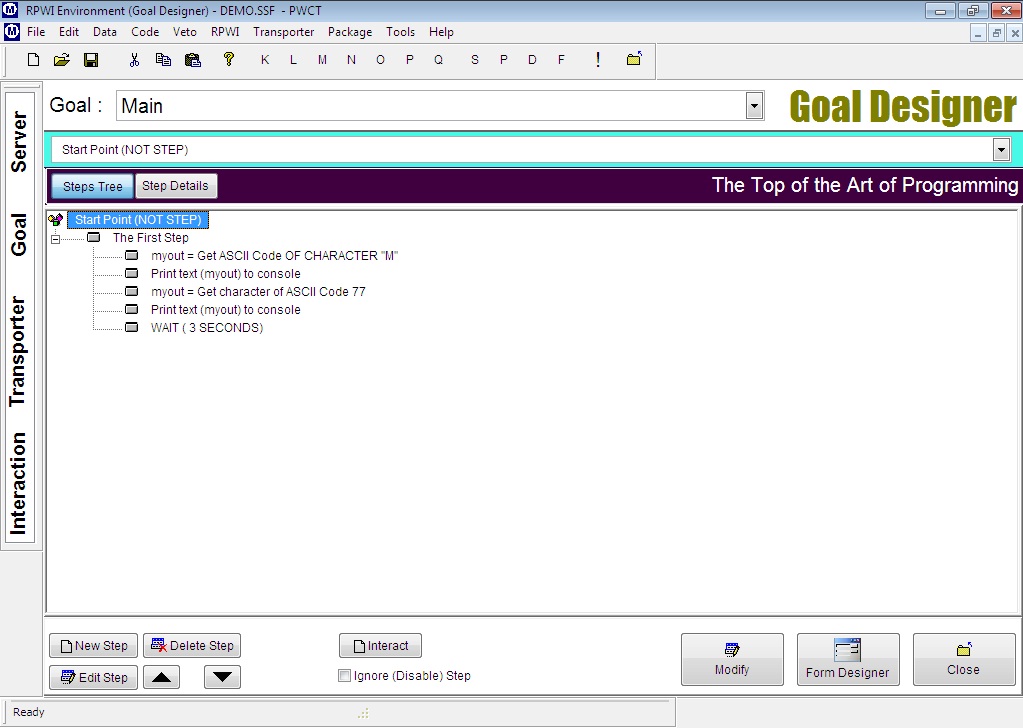 RPWI Environment (Goal Designer) - DEMO.SSF - PWCT
File Edit Data Code Veto RPWI Transporter Package Tools Help
K L M N O P Q S P D F !
Server
Goal
Transporter
Interaction
Goal : Main
Goal Designer
Start Point (NOT STEP)
Steps Tree Step Details The Top of the Art of Programming
Start Point (NOT STEP)
The First Step
myout = Get ASCII Code OF CHARACTER "M"
Print text (myout) to console
myout = Get character of ASCII Code 77
Print text (myout) to console
WAIT ( 3 SECONDS)
New Step Delete Step Interact
Edit Step Ignore (Disable) Step
Modify Form Designer Close
Ready